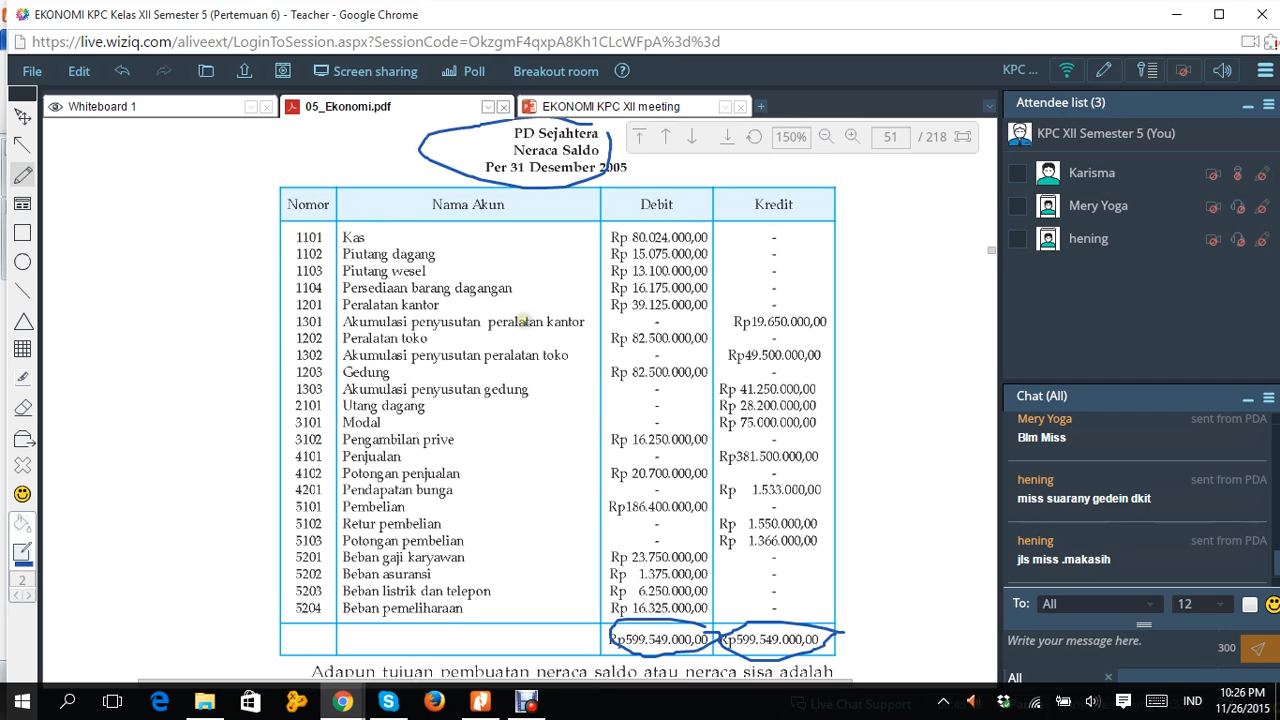 EKONOMI KPC Kelas XII Semester 5 (Pertemuan 6) - Teacher - Google Chrome
https://live.wiziq.com/aliveext/LoginToSession.aspx?SessionCode=OkzgmF4qxpA8Kh1CLcWFpA%3d%3d
File Edit Screen sharing Poll Breakout room ? KPC ...
Whiteboard 1 05_Ekonomi.pdf EKONOMI KPC XII meeting
Attendee list (3)
KPC XII Semester 5 (You)
Karisma
Mery Yoga
hening
150% 51 / 218
PD Sejahtera
Neraca Saldo
Per 31 Desember 2005
Nomor Nama Akun Debit Kredit
1101 Kas Rp 80.024.000,00 -
1102 Piutang dagang Rp 15.075.000,00 -
1103 Piutang wesel Rp 13.100.000,00 -
1104 Persediaan barang dagangan Rp 16.175.000,00 -
1201 Peralatan kantor Rp 39.125.000,00 -
1301 Akumulasi penyusutan peralatan kantor - Rp19.650.000,00
1202 Peralatan toko Rp 82.500.000,00 -
1302 Akumulasi penyusutan peralatan toko - Rp49.500.000,00
1203 Gedung Rp 82.500.000,00 -
1303 Akumulasi penyusutan gedung - Rp 41.250.000,00
2101 Utang dagang - Rp 28.200.000,00
3101 Modal - Rp 75.000.000,00
3102 Pengambilan prive Rp 16.250.000,00 -
4101 Penjualan - Rp381.500.000,00
4102 Potongan penjualan Rp 20.700.000,00 -
4201 Pendapatan bunga - Rp 1.533.000,00
5101 Pembelian Rp186.400.000,00 -
5102 Retur pembelian - Rp 1.550.000,00
5103 Potongan pembelian - Rp 1.366.000,00
5201 Beban gaji karyawan Rp 23.750.000,00 -
5202 Beban asuransi Rp 1.375.000,00 -
5203 Beban listrik dan telepon Rp 6.250.000,00 -
5204 Beban pemeliharaan Rp 16.325.000,00 -
Rp599.549.000,00 Rp599.549.000,00
Adapun tujuan pembuatan neraca saldo atau neraca sisa adalah
2
Chat (All)
Mery Yoga sent from PDA
Blm Miss
hening sent from PDA
miss suarany gedein dkit
hening sent from PDA
jls miss .makasih
To: All 12
Write your message here. 300
All
Live Chat Support
IND
10:26 PM
11/26/2015